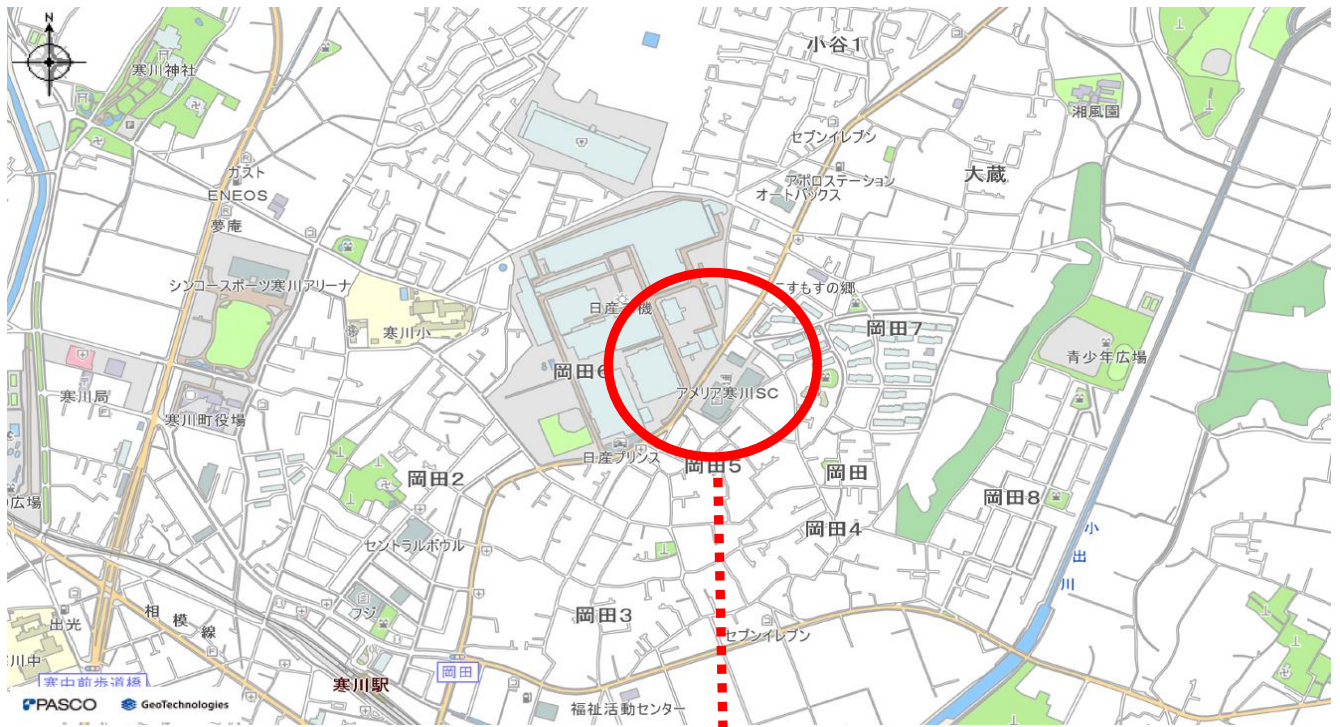 N
小谷1
寒川神社
湘風園
セブンイレブン
大蔵
ガスト
アポロステーション
オートバックス
ENEOS
夢庵
シンコースポーツ寒川アリーナ
こすもすの郷
日産工機
寒川小
岡田7
青少年広場
岡田6
アメリア寒川SC
寒川局
寒川町役場
日産プリンス
岡田5
岡田2
岡田
岡田8
の広場
岡田4
小出川
セントラルボウル
フジ
相模線
岡田3
出光
セブンイレブン
川中
岡田
寒中前歩道橋
寒川駅
PASCO
GeoTechnologies
福祉活動センター